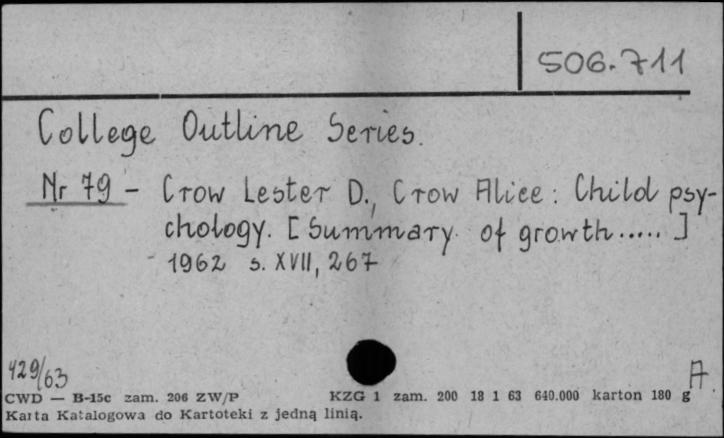 506.711
College Outline Series.
Nr 79 - Crow Lester D., Crow Alice: Child psy-
chology. [Summary of growth.....]
1962 s. XVII, 267
429/63
A
CWD — B-15c zam. 206 ZW/P KZG 1 zam. 200 18 1 63 640.000 karton 180 g
Karta Katalogowa do Kartoteki z jedną linią.